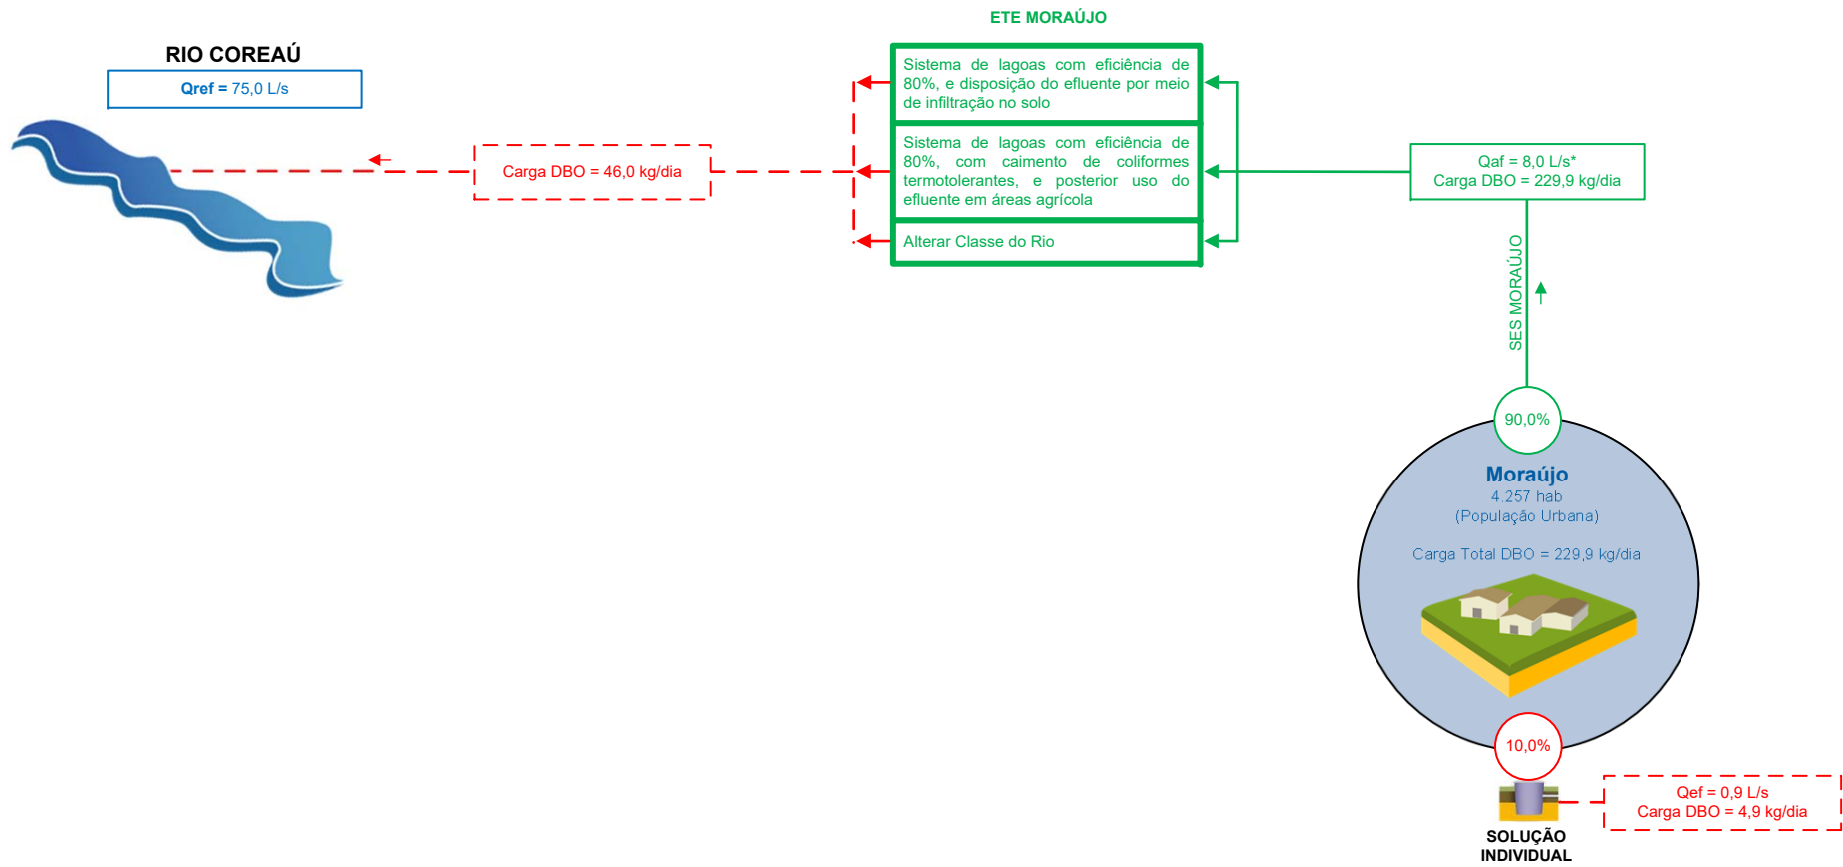 ETE MORAÚJO
RIO COREAÚ
Qref = 75,0 L/s
Sistema de lagoas com eficiência de
80%, e disposição do efluente por meio
de infiltração no solo
Sistema de lagoas com eficiência de
80%, com caimento de coliformes
termotolerantes, e posterior uso do
efluente em áreas agrícola
Alterar Classe do Rio
Carga DBO = 46,0 kg/dia
Qaf = 8,0 L/s*
Carga DBO = 229,9 kg/dia
SES MORAÚJO
90,0%
Moraújo
4.257 hab
(População Urbana)
Carga Total DBO = 229,9 kg/dia
10,0%
Qef = 0,9 L/s
Carga DBO = 4,9 kg/dia
SOLUÇÃO
INDIVIDUAL